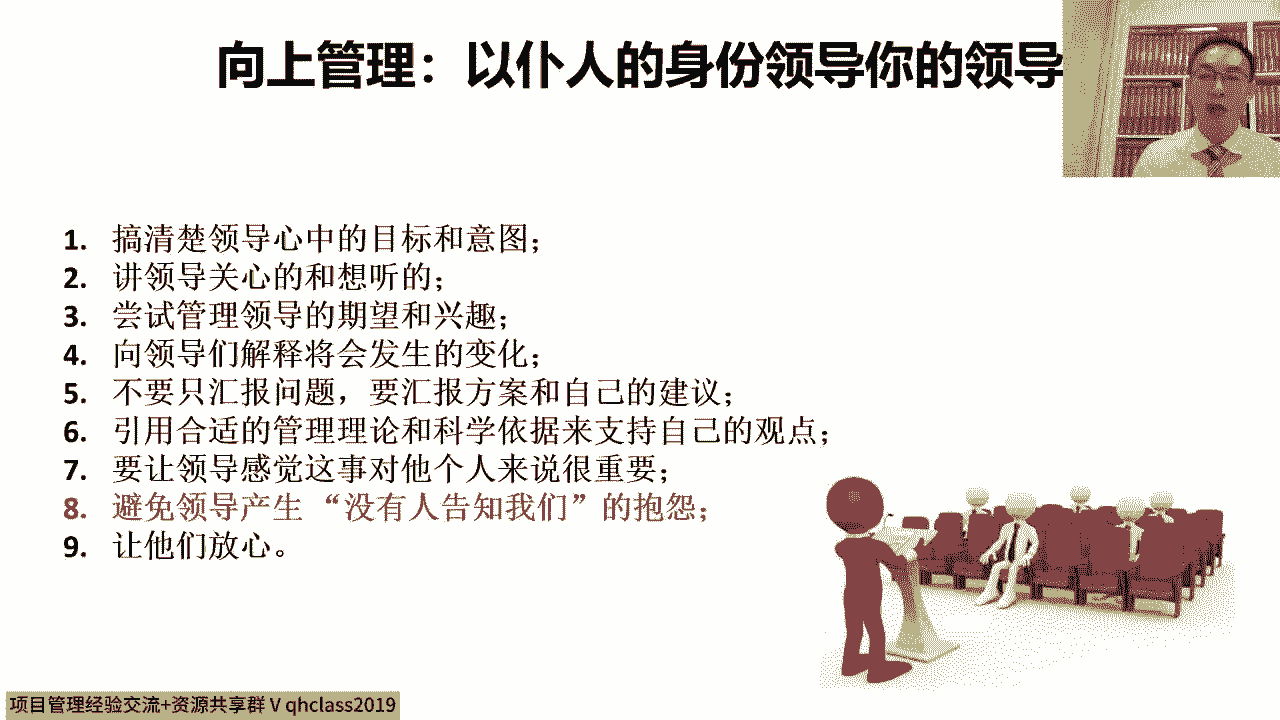 向上管理：以仆人的身份领导你的领导
1. 搞清楚领导心中的目标和意图；
2. 讲领导关心的和想听的；
3. 尝试管理领导的期望和兴趣；
4. 向领导们解释将会发生的变化；
5. 不要只汇报问题，要汇报方案和自己的建议；
6. 引用合适的管理理论和科学依据来支持自己的观点；
7. 要让领导感觉这事对他个人来说很重要；
8. 避免领导产生 “没有人告知我们”的抱怨；
9. 让他们放心。
项目管理经验交流+资源共享群 V qhclass2019